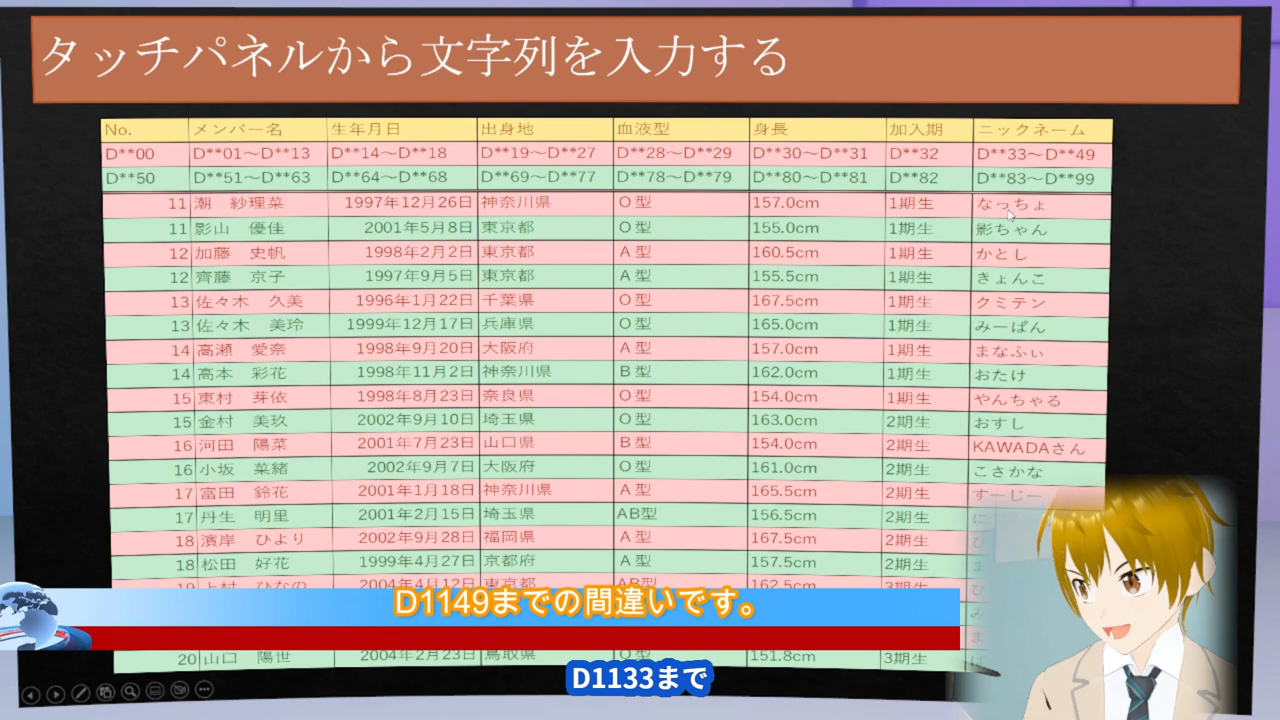 タッチパネルから文字列を入力する
No. メンバー名 生年月日 出身地 血液型 身長 加入期 ニックネーム
D**00 D**01～D**13 D**14～D**18 D**19～D**27 D**28～D**29 D**30～D**31 D**32 D**33～D**49
D**50 D**51～D**63 D**64～D**68 D**69～D**77 D**78～D**79 D**80～D**81 D**82 D**83～D**99
11 潮　紗理菜 1997年12月26日 神奈川県 O型 157.0cm 1期生 なっちょ
11 影山　優佳 2001年5月8日 東京都 O型 155.0cm 1期生 影ちゃん
12 加藤　史帆 1998年2月2日 東京都 A型 160.5cm 1期生 かとし
12 齊藤　京子 1997年9月5日 東京都 A型 155.5cm 1期生 きょんこ
13 佐々木　久美 1996年1月22日 千葉県 O型 167.5cm 1期生 クミテン
13 佐々木　美玲 1999年12月17日 兵庫県 O型 165.0cm 1期生 みーぱん
14 高瀬　愛奈 1998年9月20日 大阪府 A型 157.0cm 1期生 まなふぃ
14 高本　彩花 1998年11月2日 神奈川県 B型 162.0cm 1期生 おたけ
15 東村　芽依 1998年8月23日 奈良県 O型 154.0cm 1期生 やんちゃる
15 金村　美玖 2002年9月10日 埼玉県 O型 163.0cm 2期生 おすし
16 河田　陽菜 2001年7月23日 山口県 B型 154.0cm 2期生 KAWADAさん
16 小坂　菜緒 2002年9月7日 大阪府 O型 161.0cm 2期生 こさかな
17 富田　鈴花 2001年1月18日 神奈川県 A型 165.5cm 2期生 すーじー
17 丹生　明里 2001年2月15日 埼玉県 AB型 156.5cm 2期生 に
18 濱岸　ひより 2002年9月28日 福岡県 A型 167.5cm 2期生 ひ
18 松田　好花 1999年4月27日 京都府 A型 157.5cm 2期生
19 上村　ひなの 2004年4月12日 東京都 AB型 162.5cm 3期生 ひ
D1149までの間違いです。
20 山口　陽世 2004年2月23日 鳥取県 O型 151.8cm 3期生
D1133まで